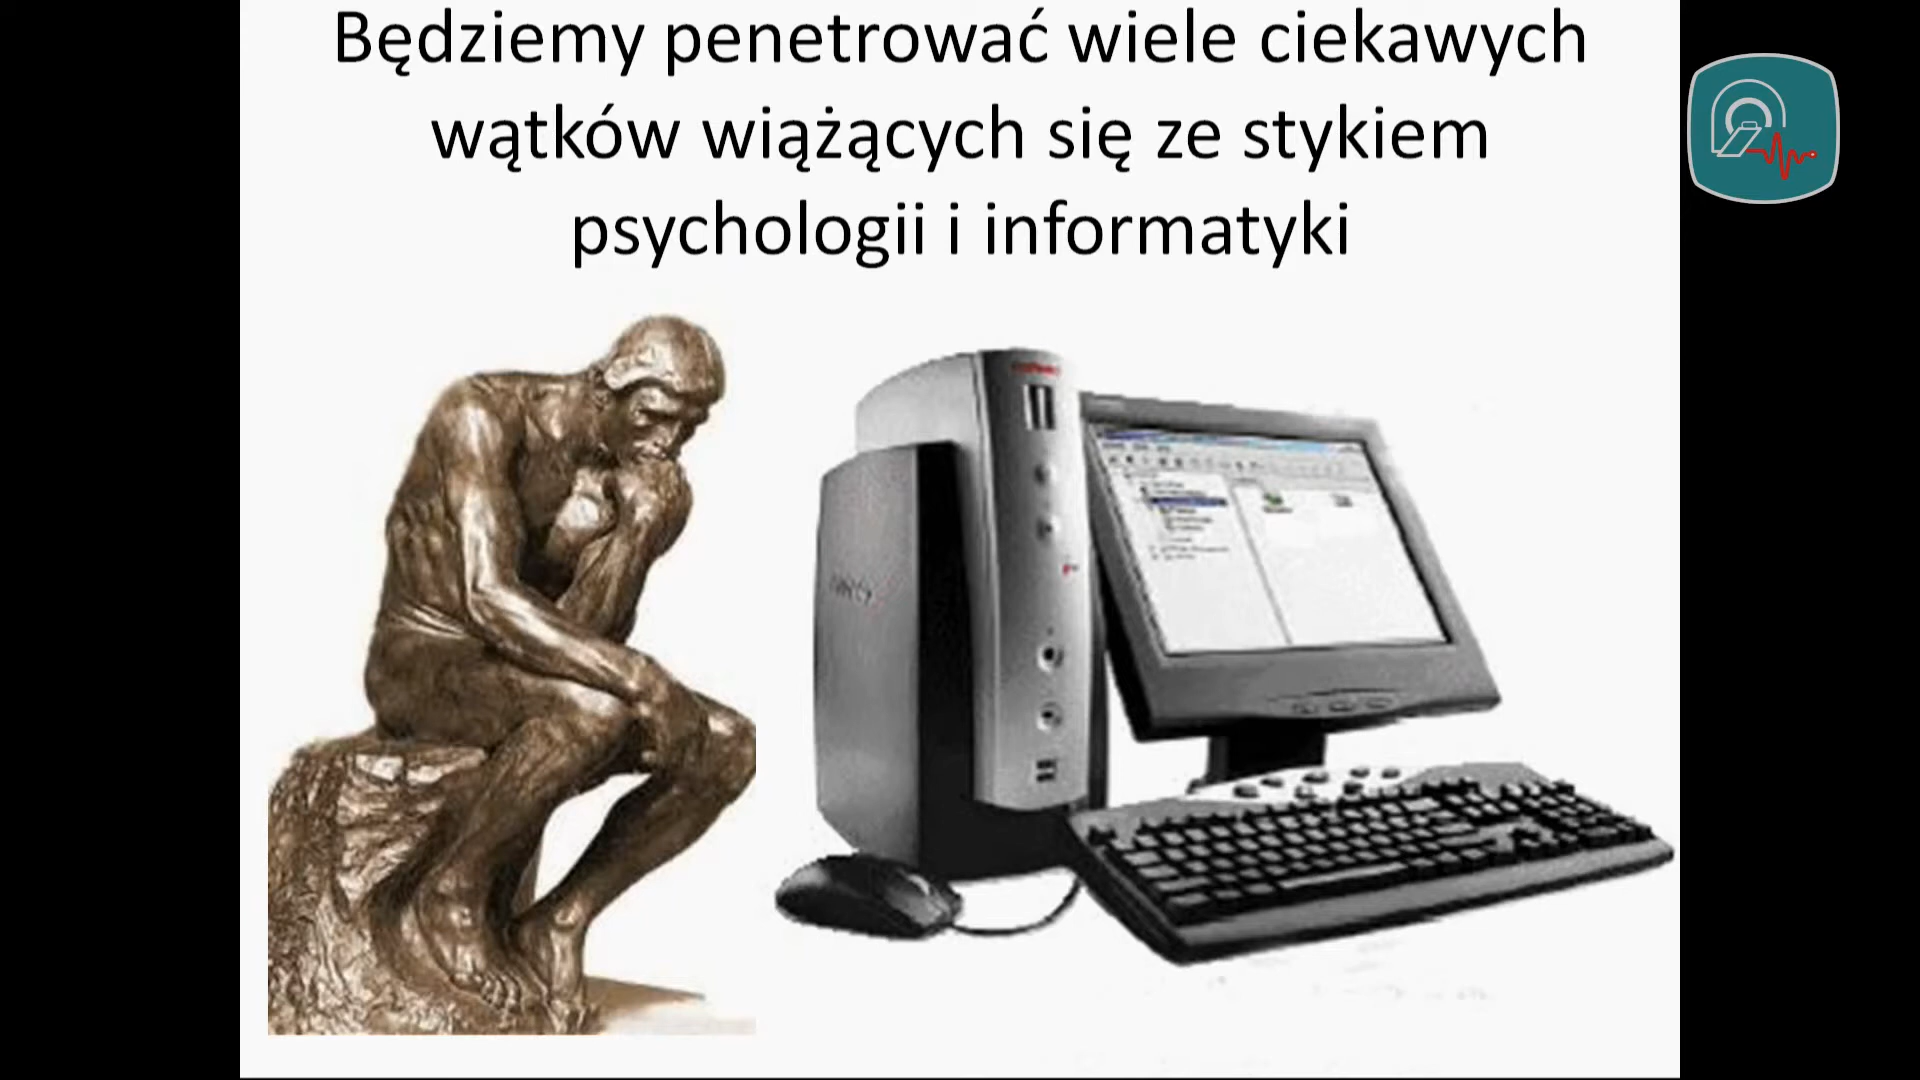 Będziemy penetrować wiele ciekawych
wątków wiążących się ze stykiem
psychologii i informatyki